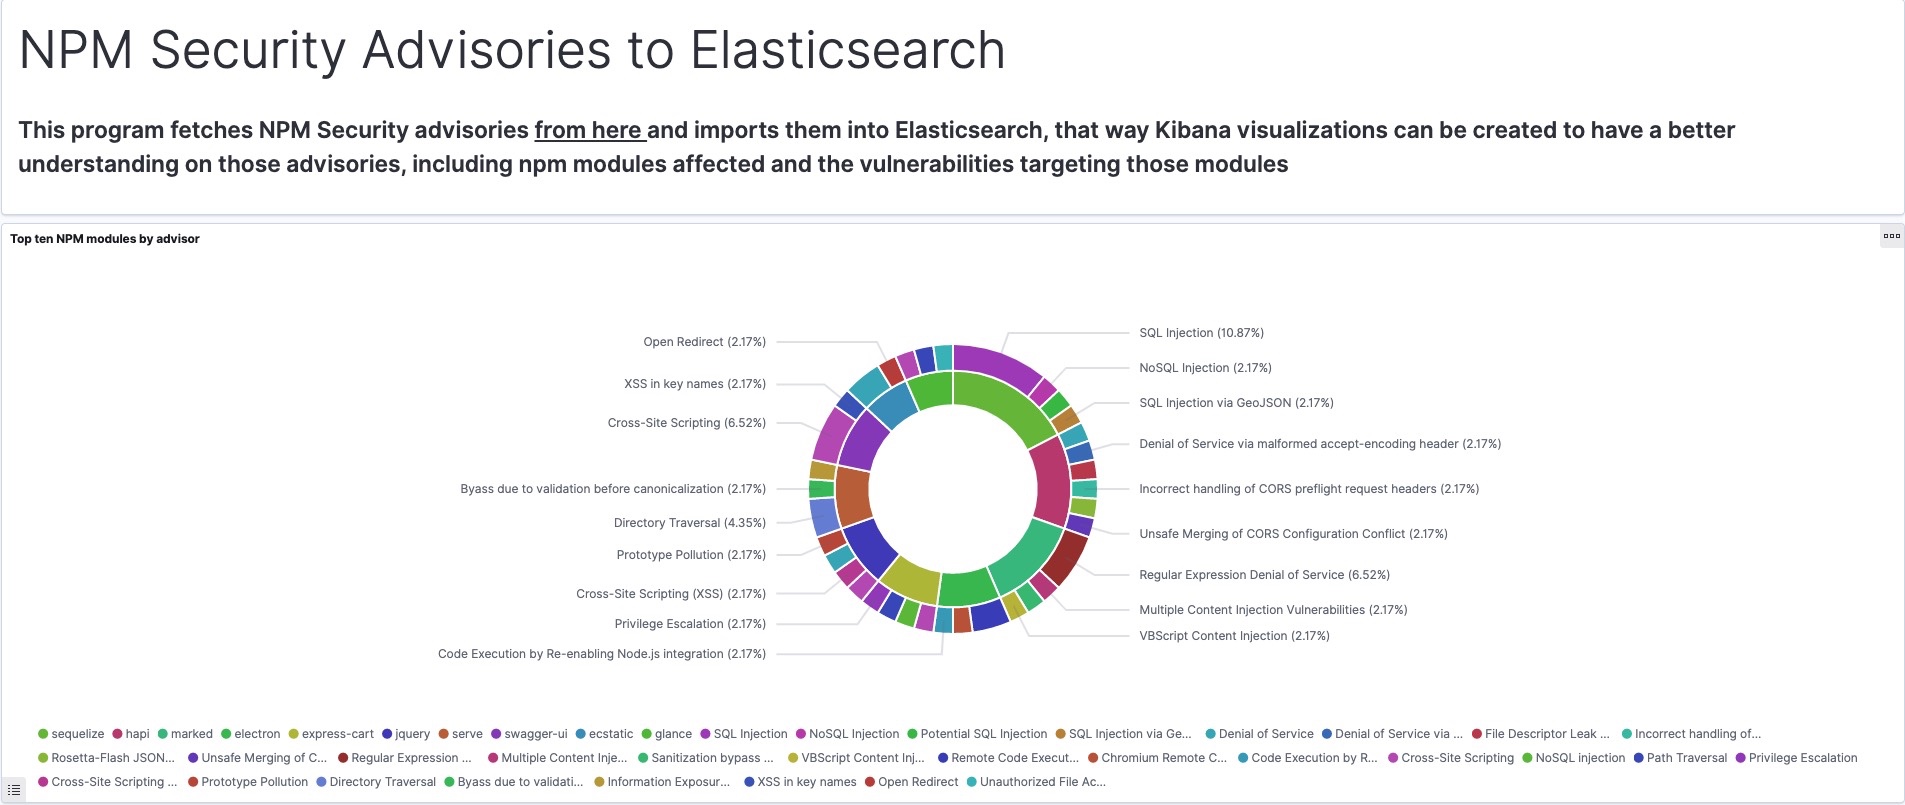 NPM Security Advisories to Elasticsearch
This program fetches NPM Security advisories from here and imports them into Elasticsearch, that way Kibana visualizations can be created to have a better
understanding on those advisories, including npm modules affected and the vulnerabilities targeting those modules
Top ten NPM modules by advisor
Open Redirect (2.17%)
XSS in key names (2.17%)
Cross-Site Scripting (6.52%)
Byass due to validation before canonicalization (2.17%)
Directory Traversal (4.35%)
Prototype Pollution (2.17%)
Cross-Site Scripting (XSS) (2.17%)
Privilege Escalation (2.17%)
Code Execution by Re-enabling Node.js integration (2.17%)
SQL Injection (10.87%)
NoSQL Injection (2.17%)
SQL Injection via GeoJSON (2.17%)
Denial of Service via malformed accept-encoding header (2.17%)
Incorrect handling of CORS preflight request headers (2.17%)
Unsafe Merging of CORS Configuration Conflict (2.17%)
Regular Expression Denial of Service (6.52%)
Multiple Content Injection Vulnerabilities (2.17%)
VBScript Content Injection (2.17%)
sequelize hapi marked electron express-cart jquery serve swagger-ui ecstatic glance SQL Injection NoSQL Injection Potential SQL Injection SQL Injection via Ge... Denial of Service Denial of Service via ... File Descriptor Leak ... Incorrect handling of...
Rosetta-Flash JSON... Unsafe Merging of C... Regular Expression ... Multiple Content Inje... Sanitization bypass ... VBScript Content Inj... Remote Code Execut... Chromium Remote C... Code Execution by R... Cross-Site Scripting NoSQL injection Path Traversal Privilege Escalation
Cross-Site Scripting ... Prototype Pollution Directory Traversal Byass due to validati... Information Exposur... XSS in key names Open Redirect Unauthorized File Ac...